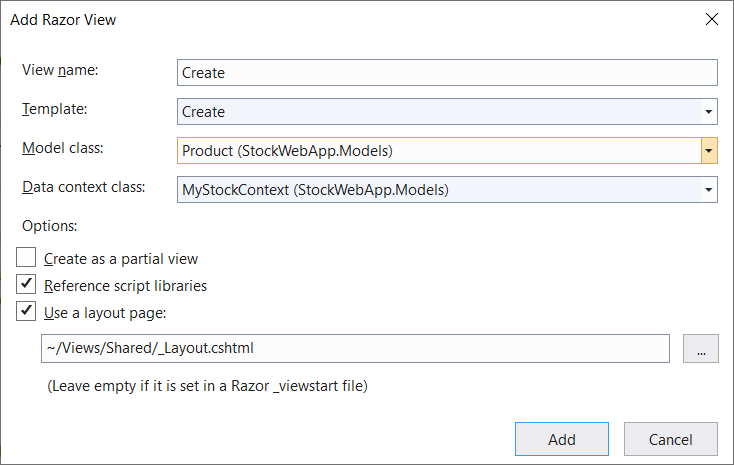 Add Razor View
View name: Create
Template: Create
Model class: Product (StockWebApp.Models)
Data context class: MyStockContext (StockWebApp.Models)
Options:
Create as a partial view
Reference script libraries
Use a layout page:
~/Views/Shared/_Layout.cshtml ...
(Leave empty if it is set in a Razor _viewstart file)
Add Cancel